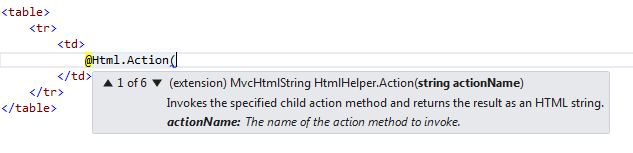 <table>
<tr>
<td>
@Html.Action(
</td>
▲ 1 of 6 ▼ (extension) MvcHtmlString HtmlHelper.Action(string actionName)
</tr>
Invokes the specified child action method and returns the result as an HTML string.
</table>
actionName: The name of the action method to invoke.